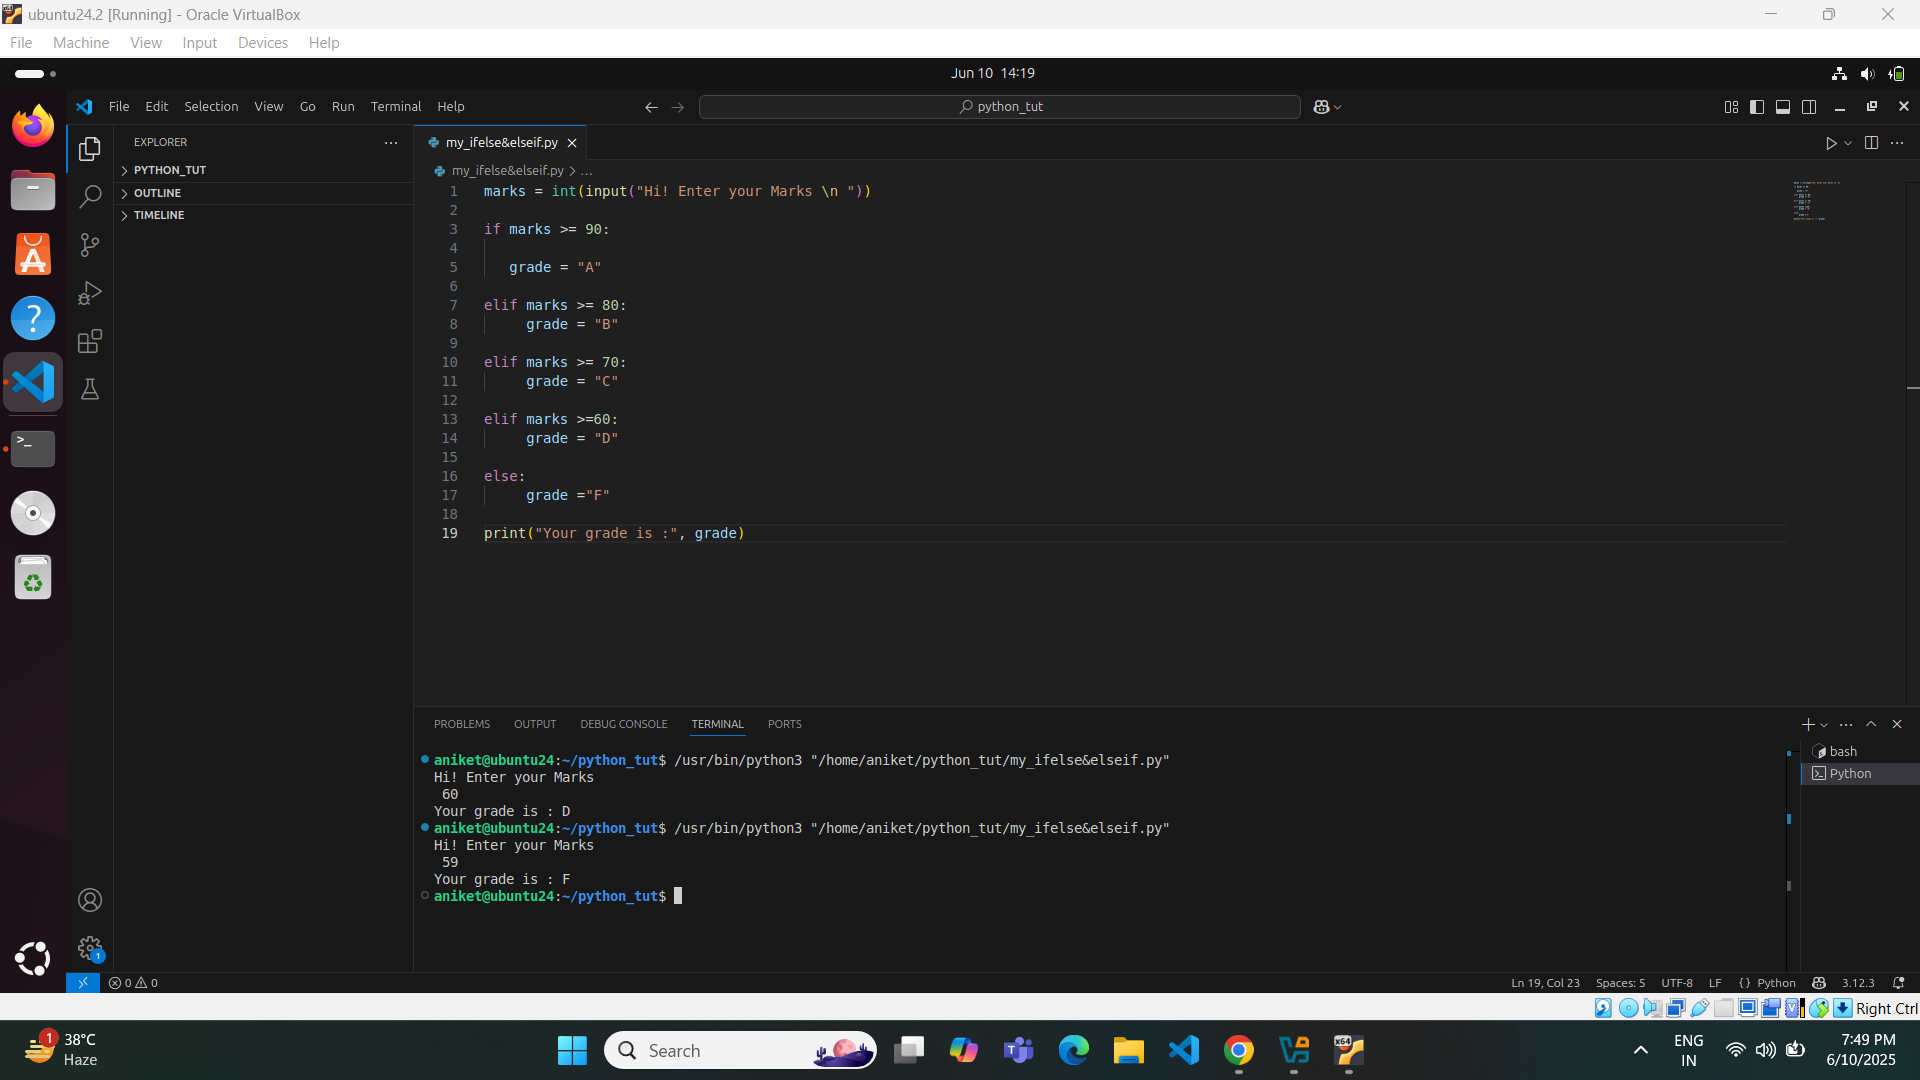 ubuntu24.2 [Running] - Oracle VirtualBox
File Machine View Input Devices Help
Jun 10 14:19
File Edit Selection View Go Run Terminal Help
python_tut
EXPLORER
PYTHON_TUT
OUTLINE
TIMELINE
my_ifelse&elseif.py
my_ifelse&elseif.py > ...
1 marks = int(input("Hi! Enter your Marks \n "))
2
3 if marks >= 90:
4
5 grade = "A"
6
7 elif marks >= 80:
8 grade = "B"
9
10 elif marks >= 70:
11 grade = "C"
12
13 elif marks >=60:
14 grade = "D"
15
16 else:
17 grade ="F"
18
19 print("Your grade is :", grade)
PROBLEMS OUTPUT DEBUG CONSOLE TERMINAL PORTS
aniket@ubuntu24:~/python_tut$ /usr/bin/python3 "/home/aniket/python_tut/my_ifelse&elseif.py"
Hi! Enter your Marks
60
Your grade is : D
aniket@ubuntu24:~/python_tut$ /usr/bin/python3 "/home/aniket/python_tut/my_ifelse&elseif.py"
Hi! Enter your Marks
59
Your grade is : F
aniket@ubuntu24:~/python_tut$
bash
Python
1
0 0
Ln 19, Col 23 Spaces: 5 UTF-8 LF {} Python 3.12.3
Right Ctrl
1
38°C
Haze
Search
ENG
IN
7:49 PM
6/10/2025